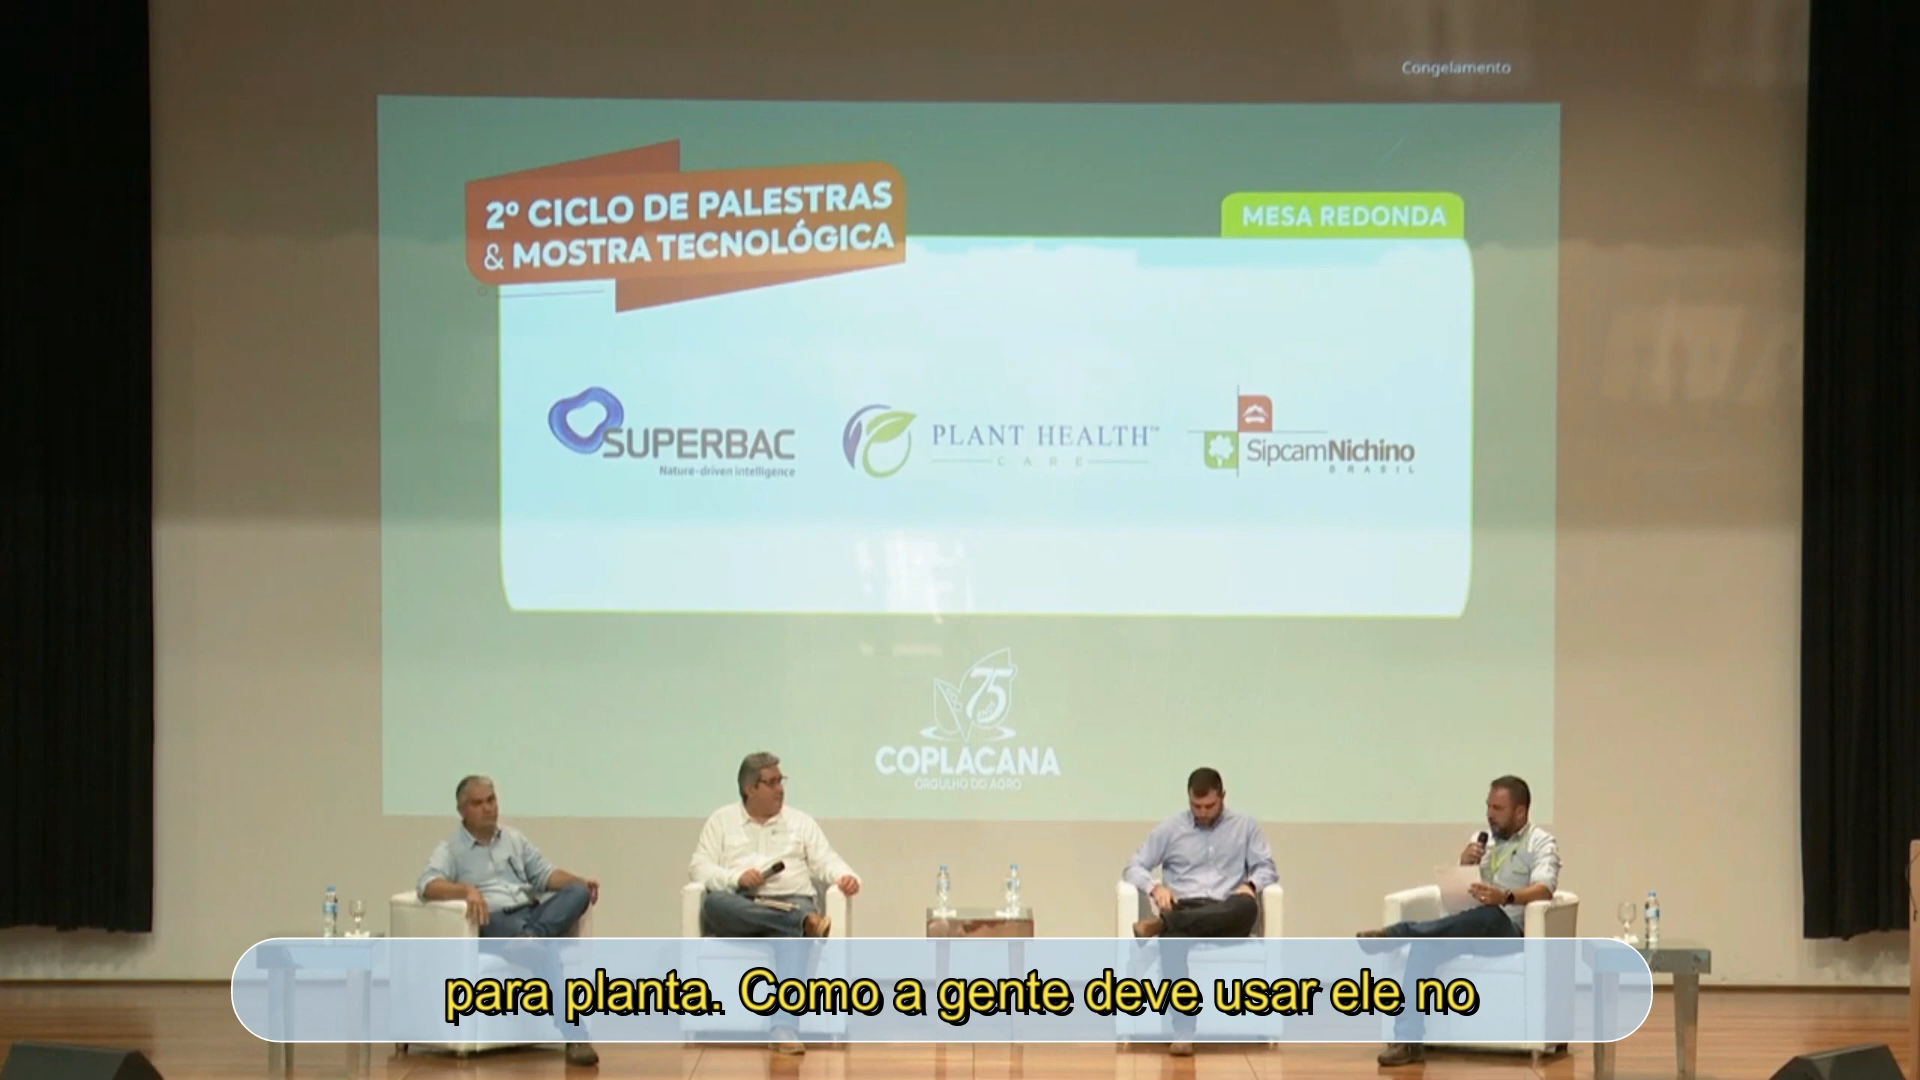 Congelamento
2º CICLO DE PALESTRAS
& MOSTRA TECNOLÓGICA
MESA REDONDA
SUPERBAC
Nature-driven intelligence
PLANT HEALTH™
CARE
SipcamNichino
BRASIL
75
COPLACANA
ORGULHO DO AGRO
para planta. Como a gente deve usar ele no